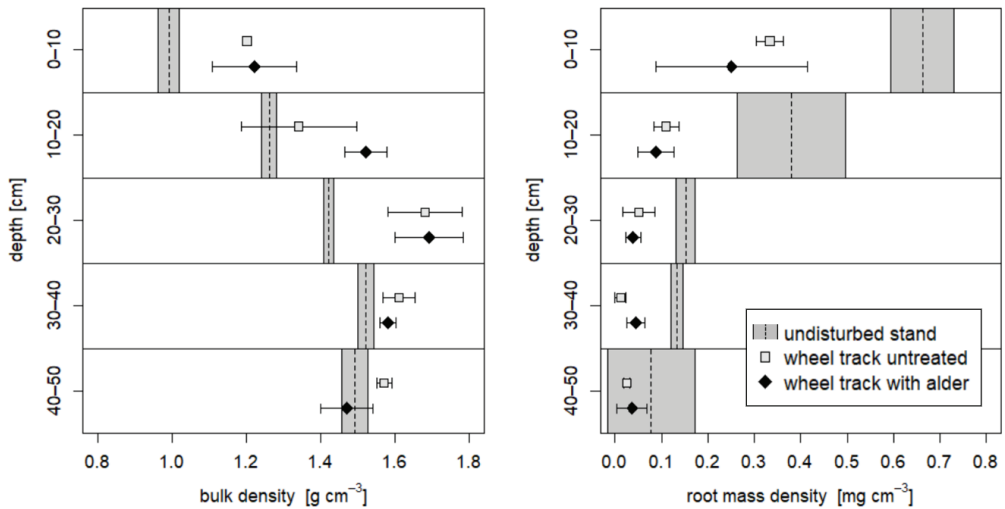 depth [cm]
0–10
10–20
20–30
30–40
40–50
0.8 1.0 1.2 1.4 1.6 1.8
bulk density [g cm⁻³]
depth [cm]
0–10
10–20
20–30
30–40
40–50
undisturbed stand
wheel track untreated
wheel track with alder
0.0 0.1 0.2 0.3 0.4 0.5 0.6 0.7 0.8
root mass density [mg cm⁻³]